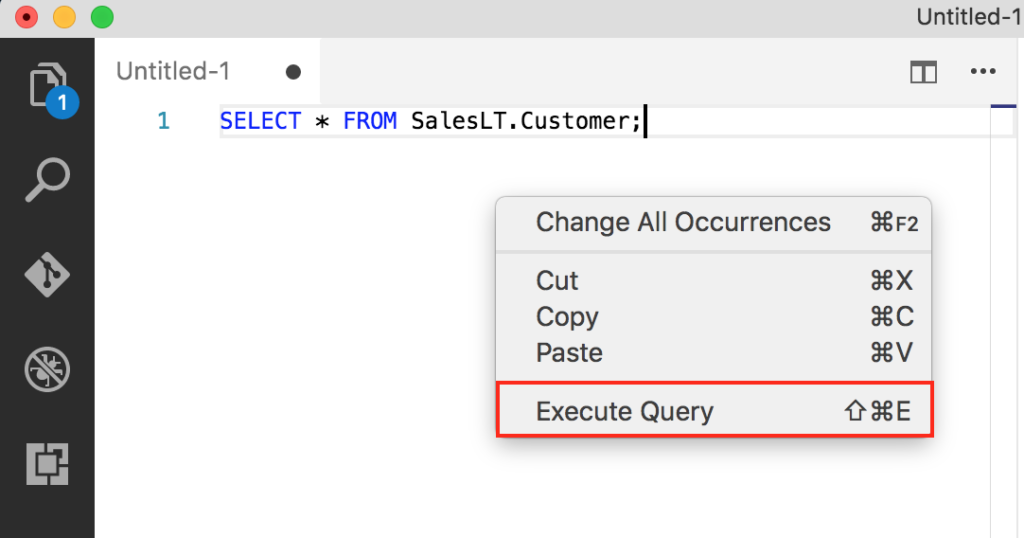 Untitled-1
Untitled-1
1
1 SELECT * FROM SalesLT.Customer;
Change All Occurrences ⌘F2
Cut ⌘X
Copy ⌘C
Paste ⌘V
Execute Query ⇧⌘E